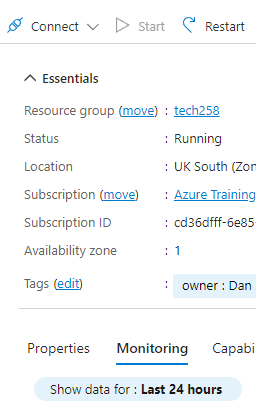 Connect Start Restart
Essentials
Resource group (move) : tech258
Status : Running
Location : UK South (Zon
Subscription (move) : Azure Training
Subscription ID : cd36dfff-6e85
Availability zone : 1
Tags (edit) : owner : Dan
Properties Monitoring Capabi
Show data for : Last 24 hours